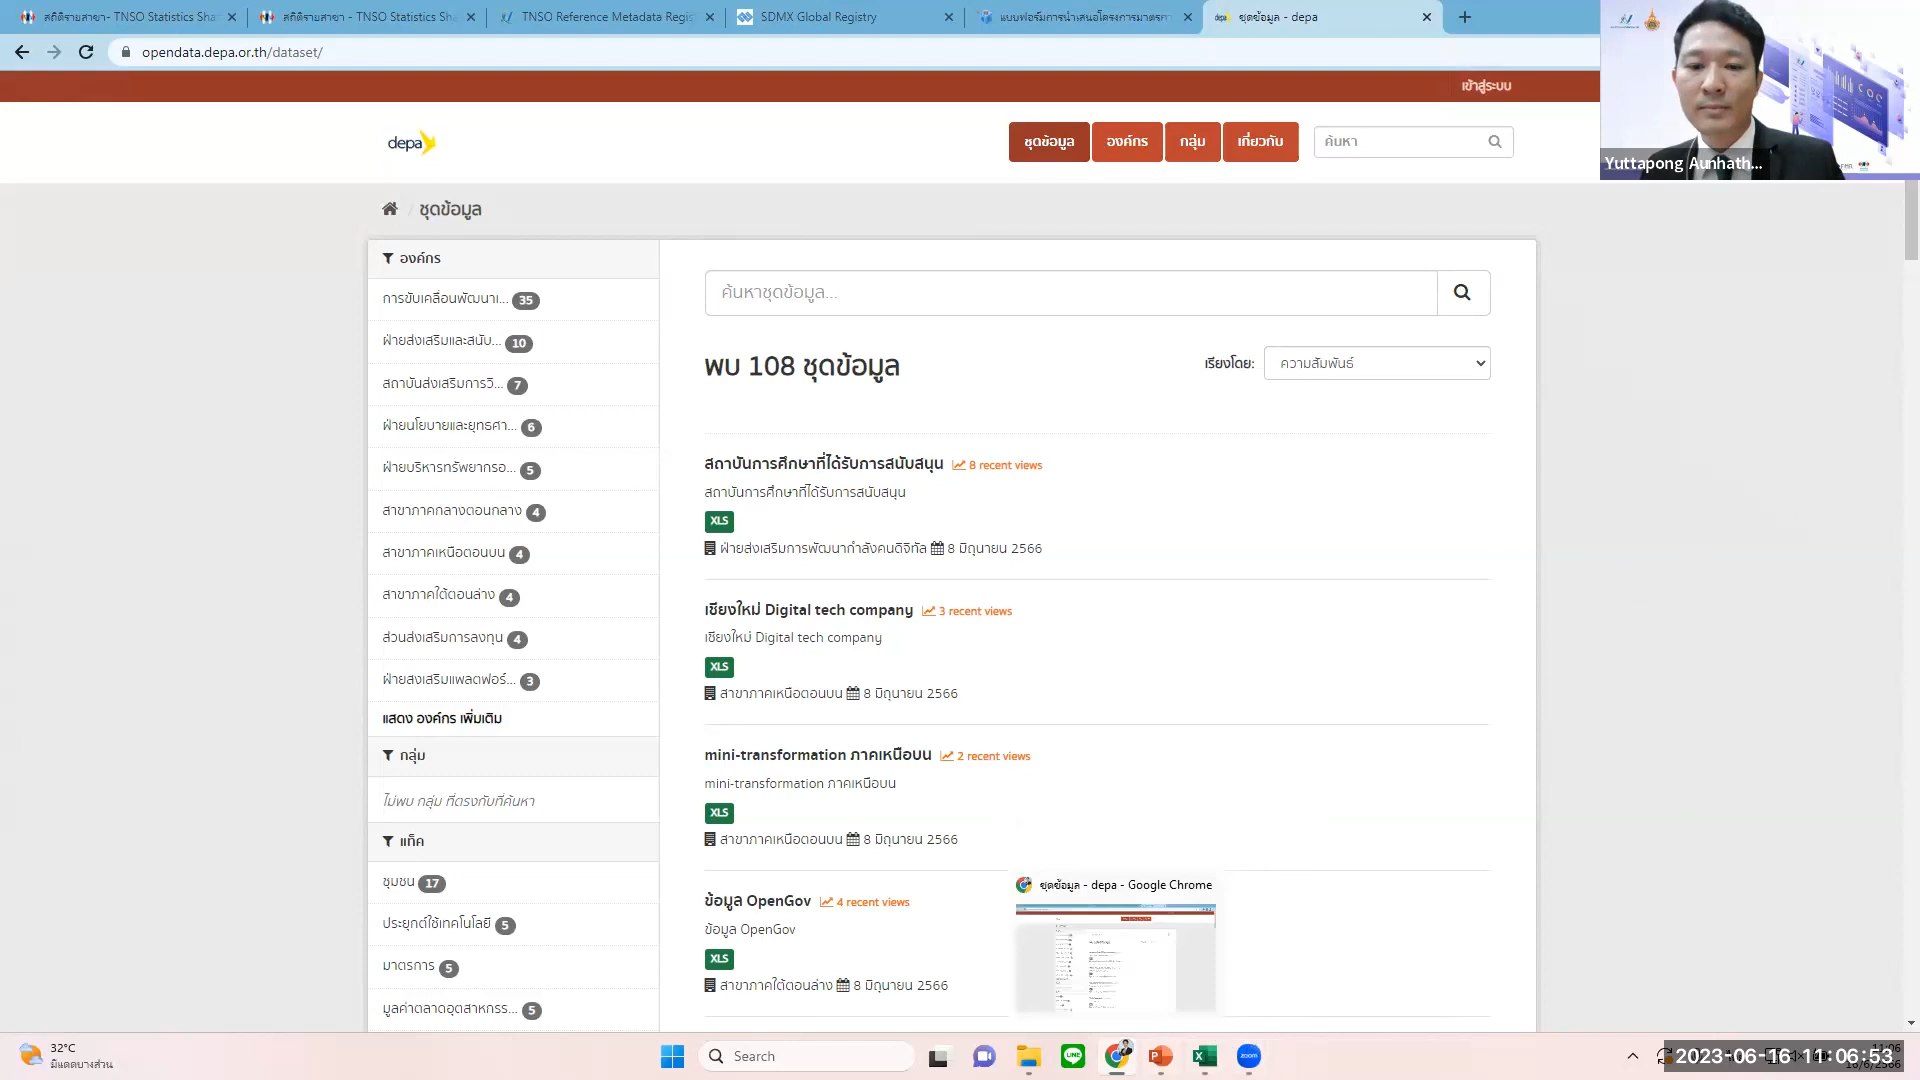 สถิติรายสาขา- TNSO Statistics Sha
สถิติรายสาขา - TNSO Statistics Sha
TNSO Reference Metadata Regis
SDMX Global Registry
แบบฟอร์มการนำเสนอโครงการมาตรกา
ชุดข้อมูล - depa
opendata.depa.or.th/dataset/
เข้าสู่ระบบ
Yuttapong Aunhath...
depa
ชุดข้อมูล
องค์กร
กลุ่ม
เกี่ยวกับ
ค้นหา
ชุดข้อมูล
องค์กร
การขับเคลื่อนพัฒนาเ... 35
ฝ่ายส่งเสริมและสนับ... 10
สถาบันส่งเสริมการวิ... 7
ฝ่ายนโยบายและยุทธศา... 6
ฝ่ายบริหารทรัพยากรอ... 5
สาขาภาคกลางตอนกลาง 4
สาขาภาคเหนือตอนบน 4
สาขาภาคใต้ตอนล่าง 4
ส่วนส่งเสริมการลงทุน 4
ฝ่ายส่งเสริมแพลตฟอร์... 3
แสดง องค์กร เพิ่มเติม
กลุ่ม
ไม่พบ กลุ่ม ที่ตรงกับที่ค้นหา
แท็ค
ชุมชน 17
ประยุกต์ใช้เทคโนโลยี 5
มาตรการ 5
มูลค่าตลาดอุตสาหกรร... 5
ค้นหาชุดข้อมูล...
พบ 108 ชุดข้อมูล
เรียงโดย: ความสัมพันธ์
สถาบันการศึกษาที่ได้รับการสนับสนุน 8 recent views
สถาบันการศึกษาที่ได้รับการสนับสนุน
XLS
ฝ่ายส่งเสริมการพัฒนากำลังคนดิจิทัล 8 มิถุนายน 2566
เชียงใหม่ Digital tech company 3 recent views
เชียงใหม่ Digital tech company
XLS
สาขาภาคเหนือตอนบน 8 มิถุนายน 2566
mini-transformation ภาคเหนือบน 2 recent views
mini-transformation ภาคเหนือบน
XLS
สาขาภาคเหนือตอนบน 8 มิถุนายน 2566
ข้อมูล OpenGov 4 recent views
ข้อมูล OpenGov
XLS
สาขาภาคใต้ตอนล่าง 8 มิถุนายน 2566
ชุดข้อมูล - depa - Google Chrome
32°C
มีแดดบางส่วน
Search
zoom
2023-06-16 11:06:53